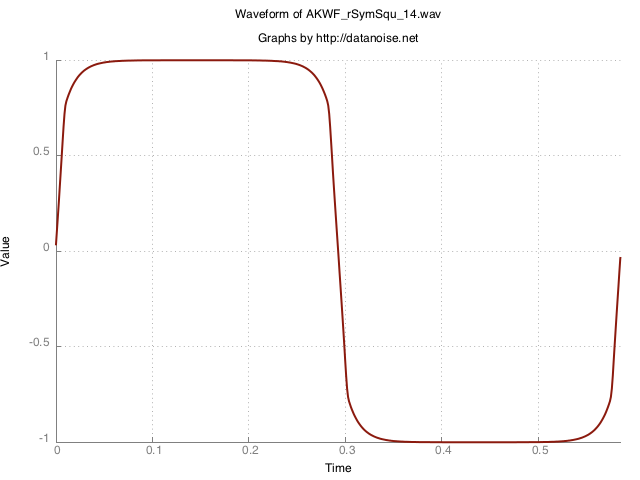 Waveform of AKWF_rSymSqu_14.wav
Graphs by http://datanoise.net
1
0.5
0
-0.5
-1
Value
0 0.1 0.2 0.3 0.4 0.5
Time